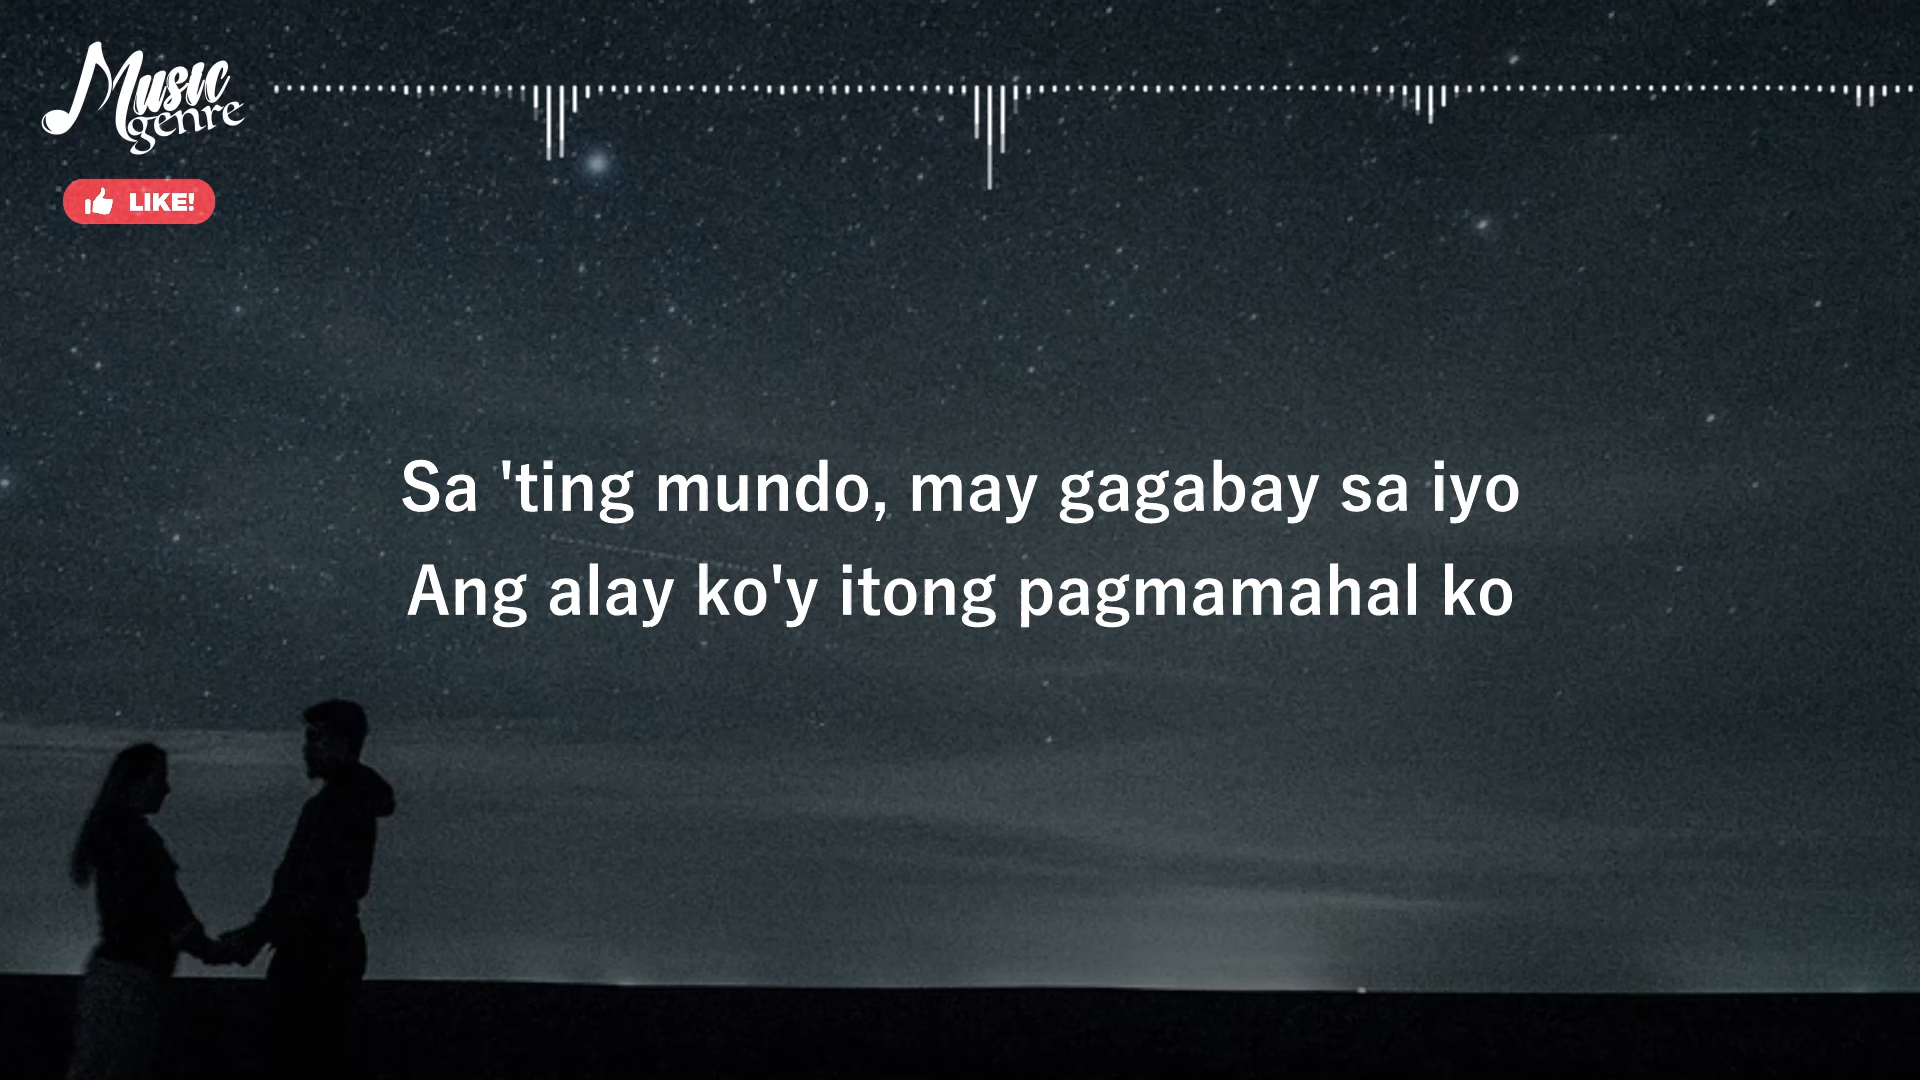 Music
genre
LIKE!
Sa 'ting mundo, may gagabay sa iyo
Ang alay ko'y itong pagmamahal ko